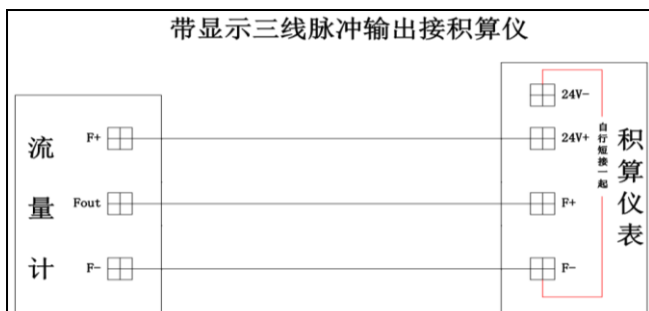 带显示三线脉冲输出接积算仪
24V-
F+
24V+
流量计
Fout
F+
F-
F-
自行短接一起
积算仪表